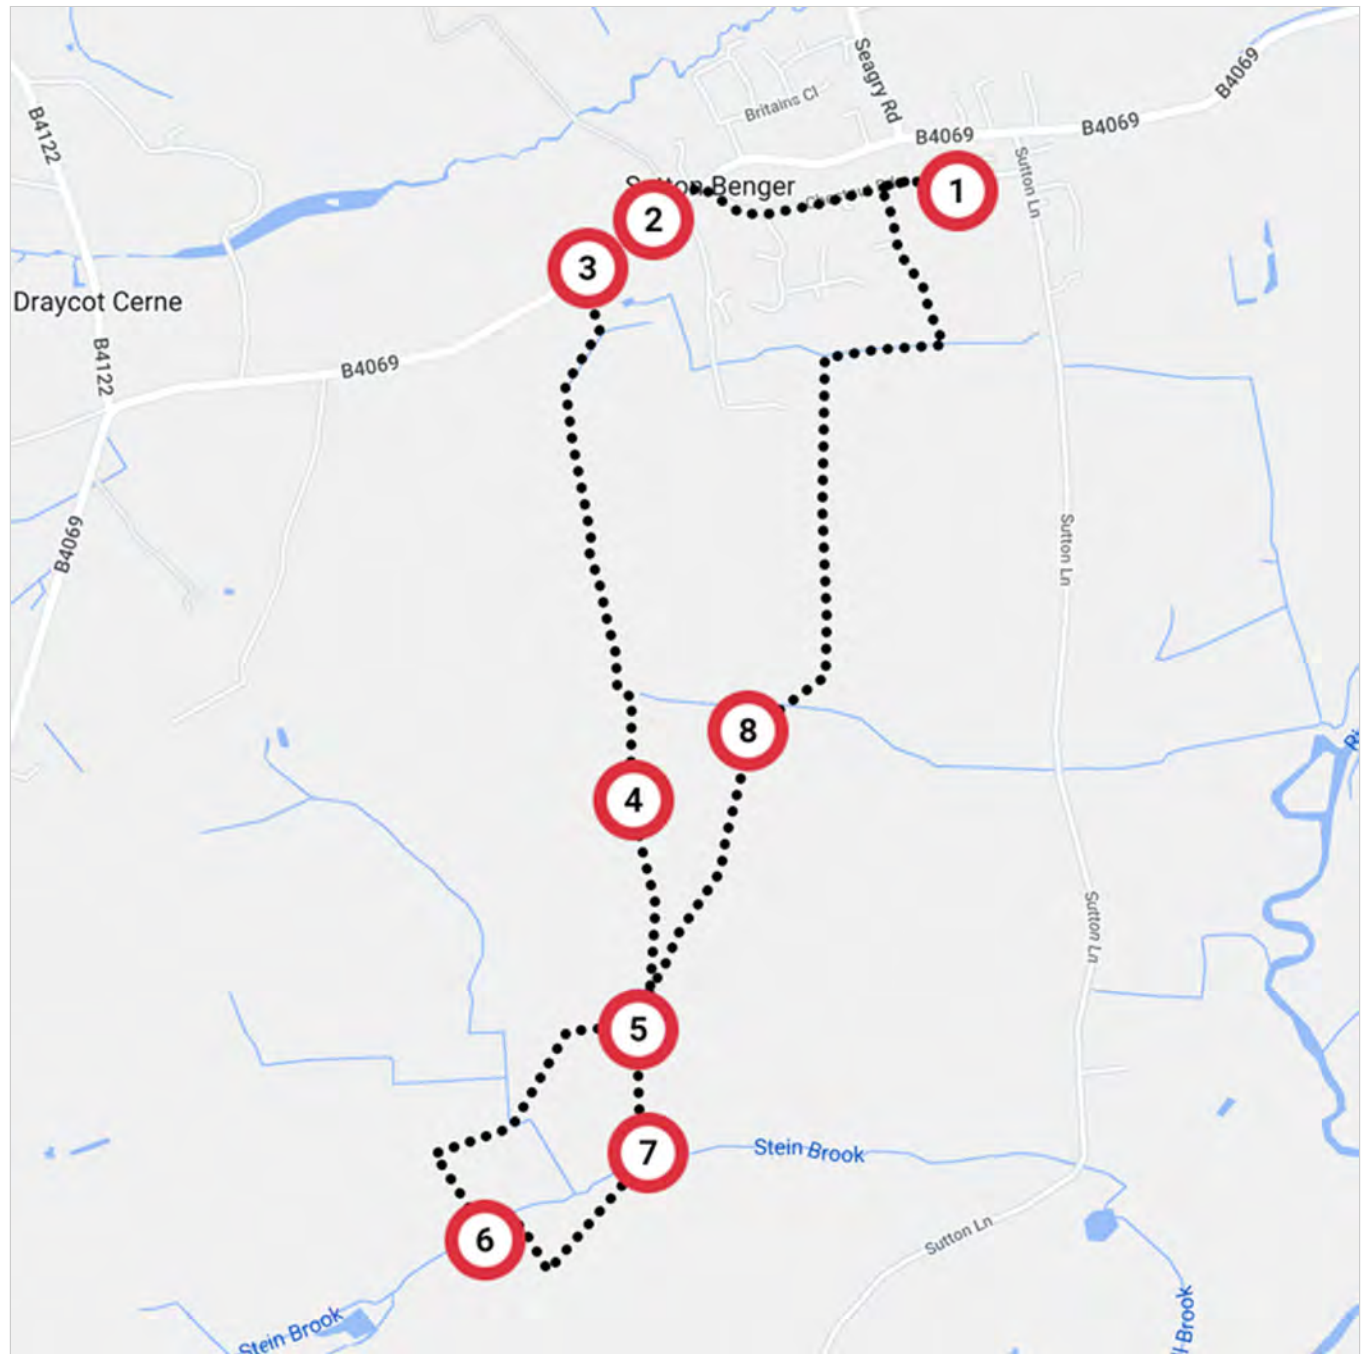 Seagry Rd
B4069
Britains Cl
B4122
B4069
B4069
Sutton Ln
1
Sutton Benger
2
3
Draycot Cerne
B4122
B4069
B4069
Sutton Ln
8
4
Sutton Ln
5
7
Stein Brook
6
Sutton Ln
Stein Brook
Brook